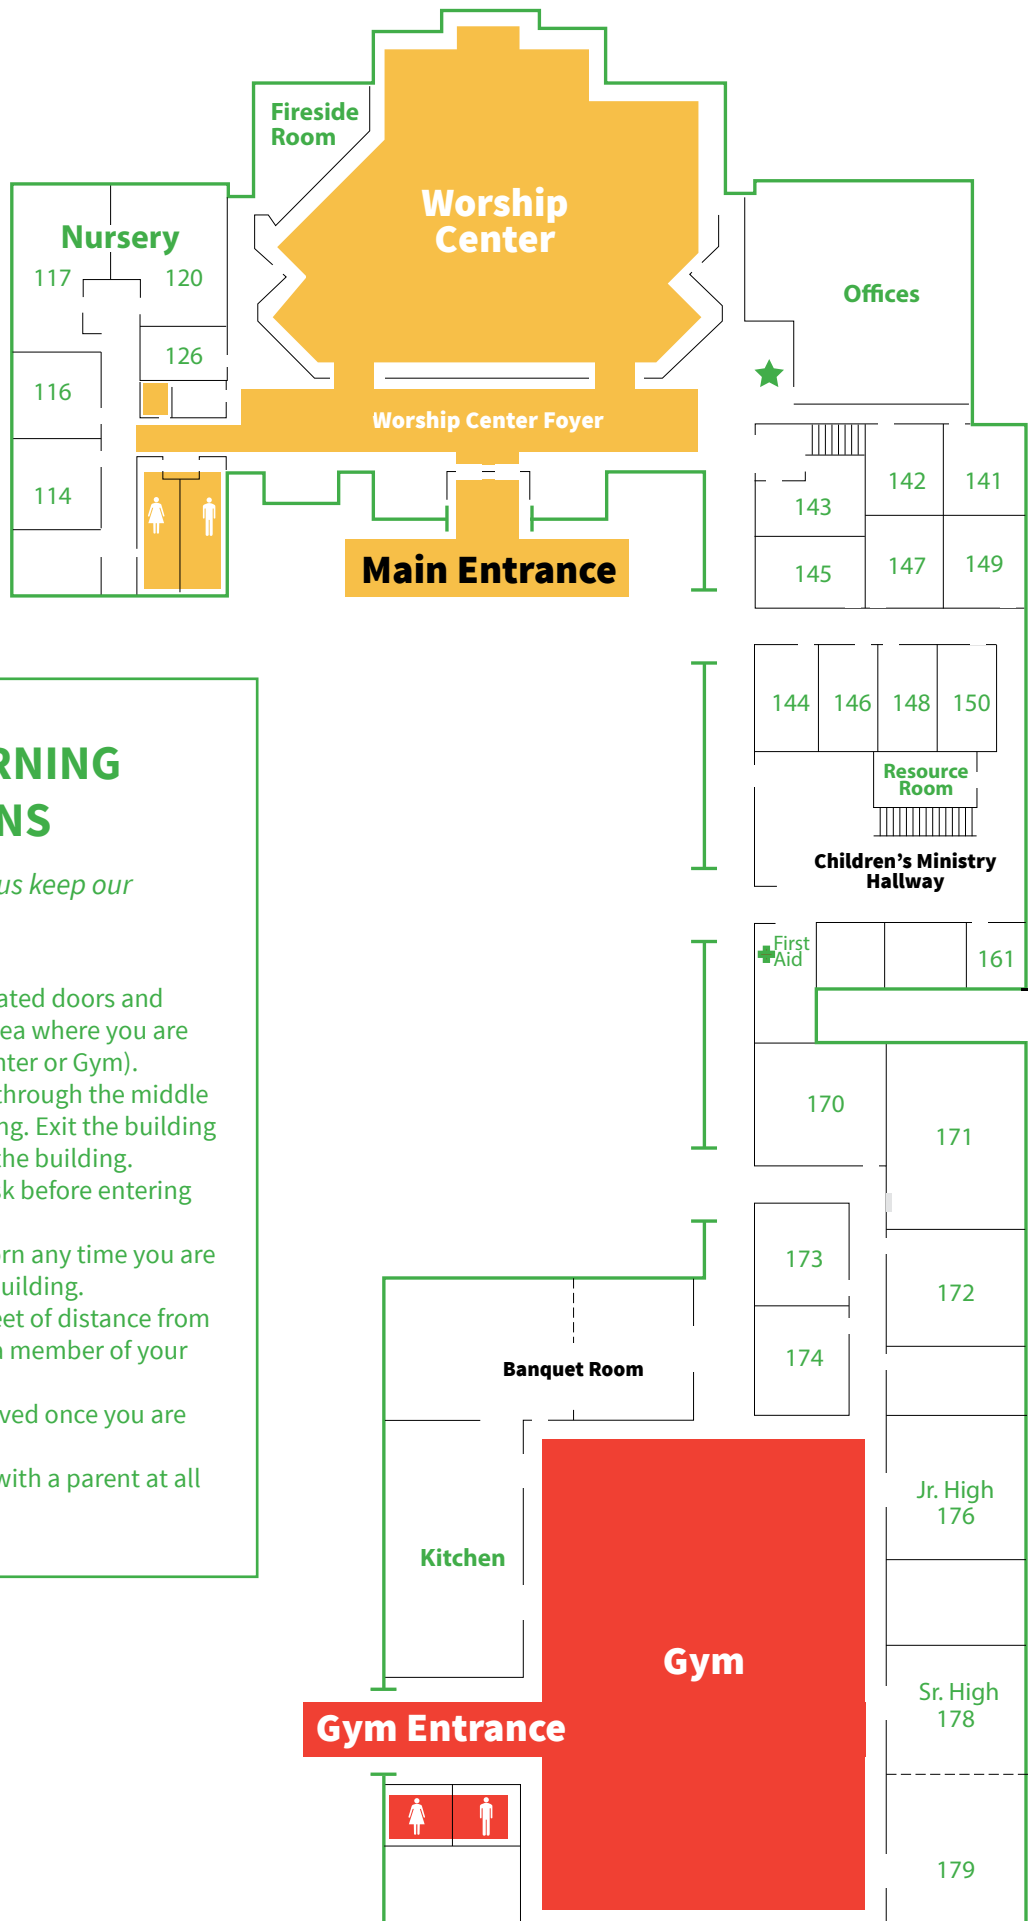 Fireside
Room
Worship
Center
Nursery
117
120
Offices
126
116
Worship Center Foyer
114
142
141
143
147
149
145
Main Entrance
144
146
148
150
Resource
Room
Children's Ministry
Hallway
First
Aid
161
170
171
173
172
174
Banquet Room
Jr. High
176
Kitchen
Gym
Sr. High
178
Gym Entrance
179
RNING
NS
us keep our
ated doors and
ea where you are
nter or Gym).
through the middle
ng. Exit the building
the building.
sk before entering
rn any time you are
uilding.
eet of distance from
a member of your
ved once you are
with a parent at all